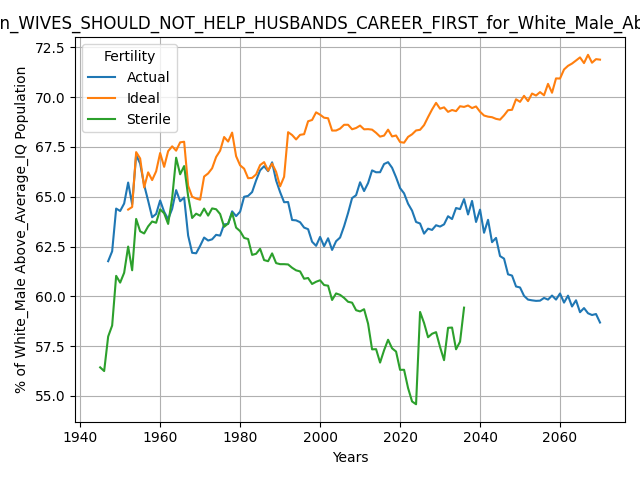 n_WIVES_SHOULD_NOT_HELP_HUSBANDS_CAREER_FIRST_for_White_Male_Ab
% of White_Male Above_Average_IQ Population
72.5
70.0
67.5
65.0
62.5
60.0
57.5
55.0
Fertility
Actual
Ideal
Sterile
1940 1960 1980 2000 2020 2040 2060
Years